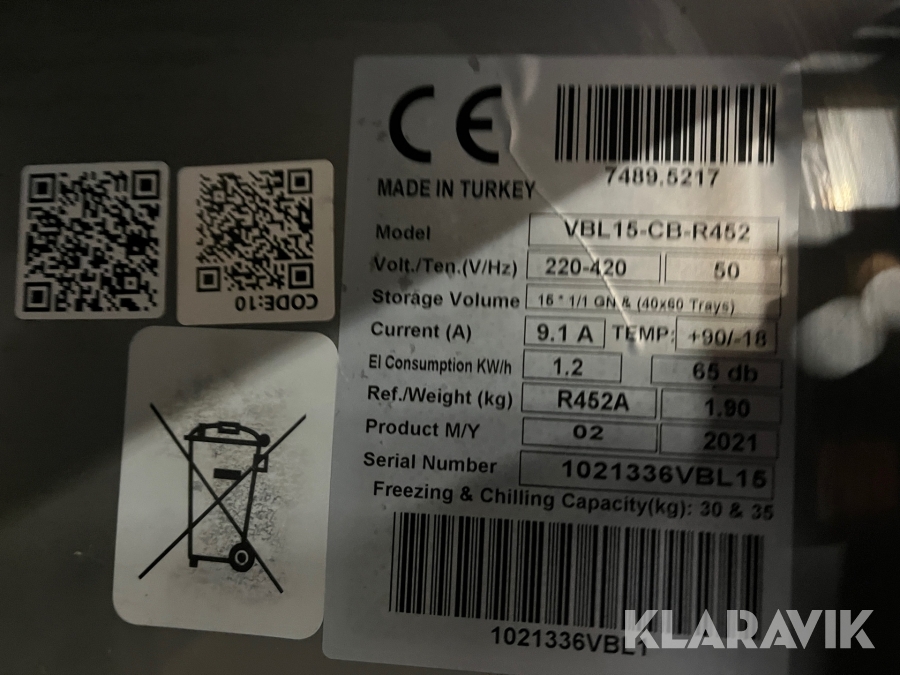 CE
7489.5217
MADE IN TURKEY
Model VBL15-CB-R452
Volt./Ten.(V/Hz) 220-420 50
Storage Volume 15 * 1/1 GN & (40x60 Trays)
Current (A) 9.1 A TEMP: +90/-18
El Consumption KW/h 1.2 65 db
Ref./Weight (kg) R452A 1.90
Product M/Y 02 2021
Serial Number 1021336VBL15
Freezing & Chilling Capacity(kg): 30 & 35
1021336VBL1
CODE:10
KLARAVIK